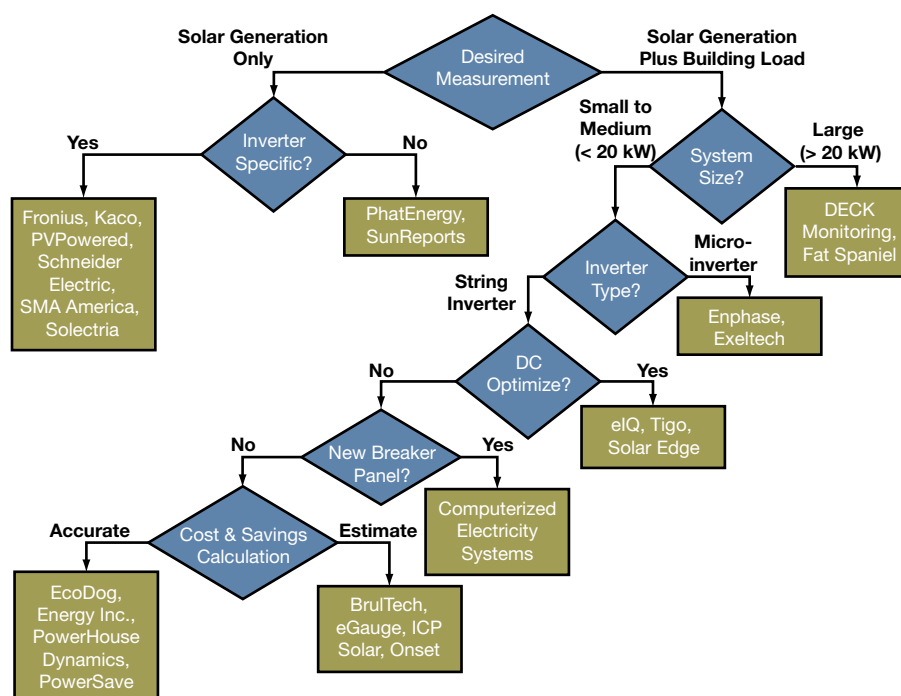 Solar Generation
Only
Desired
Measurement
Solar Generation
Plus Building Load
Yes
Inverter
Specific?
No
Small to
Medium
(< 20 kW)
System
Size?
Large
(> 20 kW)
Fronius, Kaco,
PVPowered,
Schneider
Electric,
SMA America,
Solectria
PhatEnergy,
SunReports
DECK
Monitoring,
Fat Spaniel
String
Inverter
Inverter
Type?
Micro-
inverter
Enphase,
Exeltech
No
DC
Optimize?
Yes
eIQ, Tigo,
Solar Edge
No
New Breaker
Panel?
Yes
Computerized
Electricity
Systems
Accurate
Cost & Savings
Calculation
Estimate
EcoDog,
Energy Inc.,
PowerHouse
Dynamics,
PowerSave
BrulTech,
eGauge, ICP
Solar, Onset